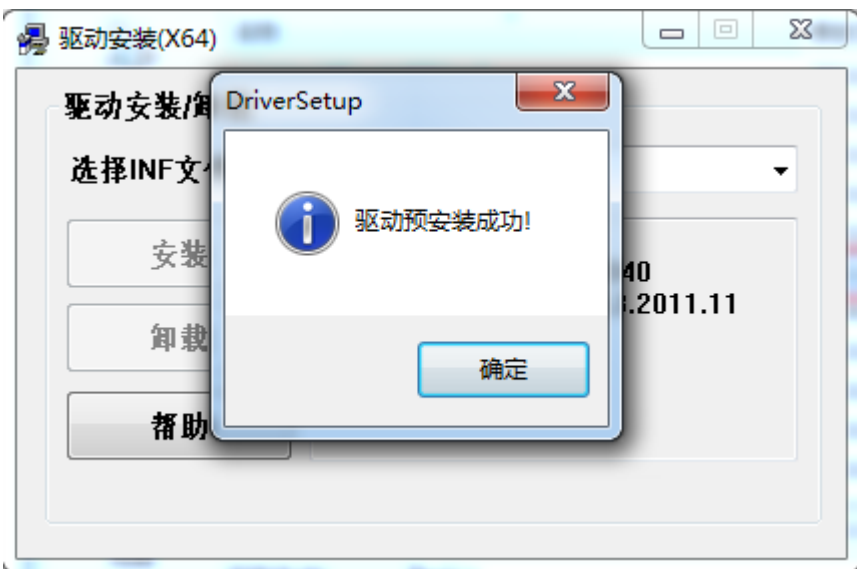 驱动安装(X64)
DriverSetup
驱动安装/卸
选择INF文
驱动预安装成功!
安装
40
.2011.11
卸载
确定
帮助